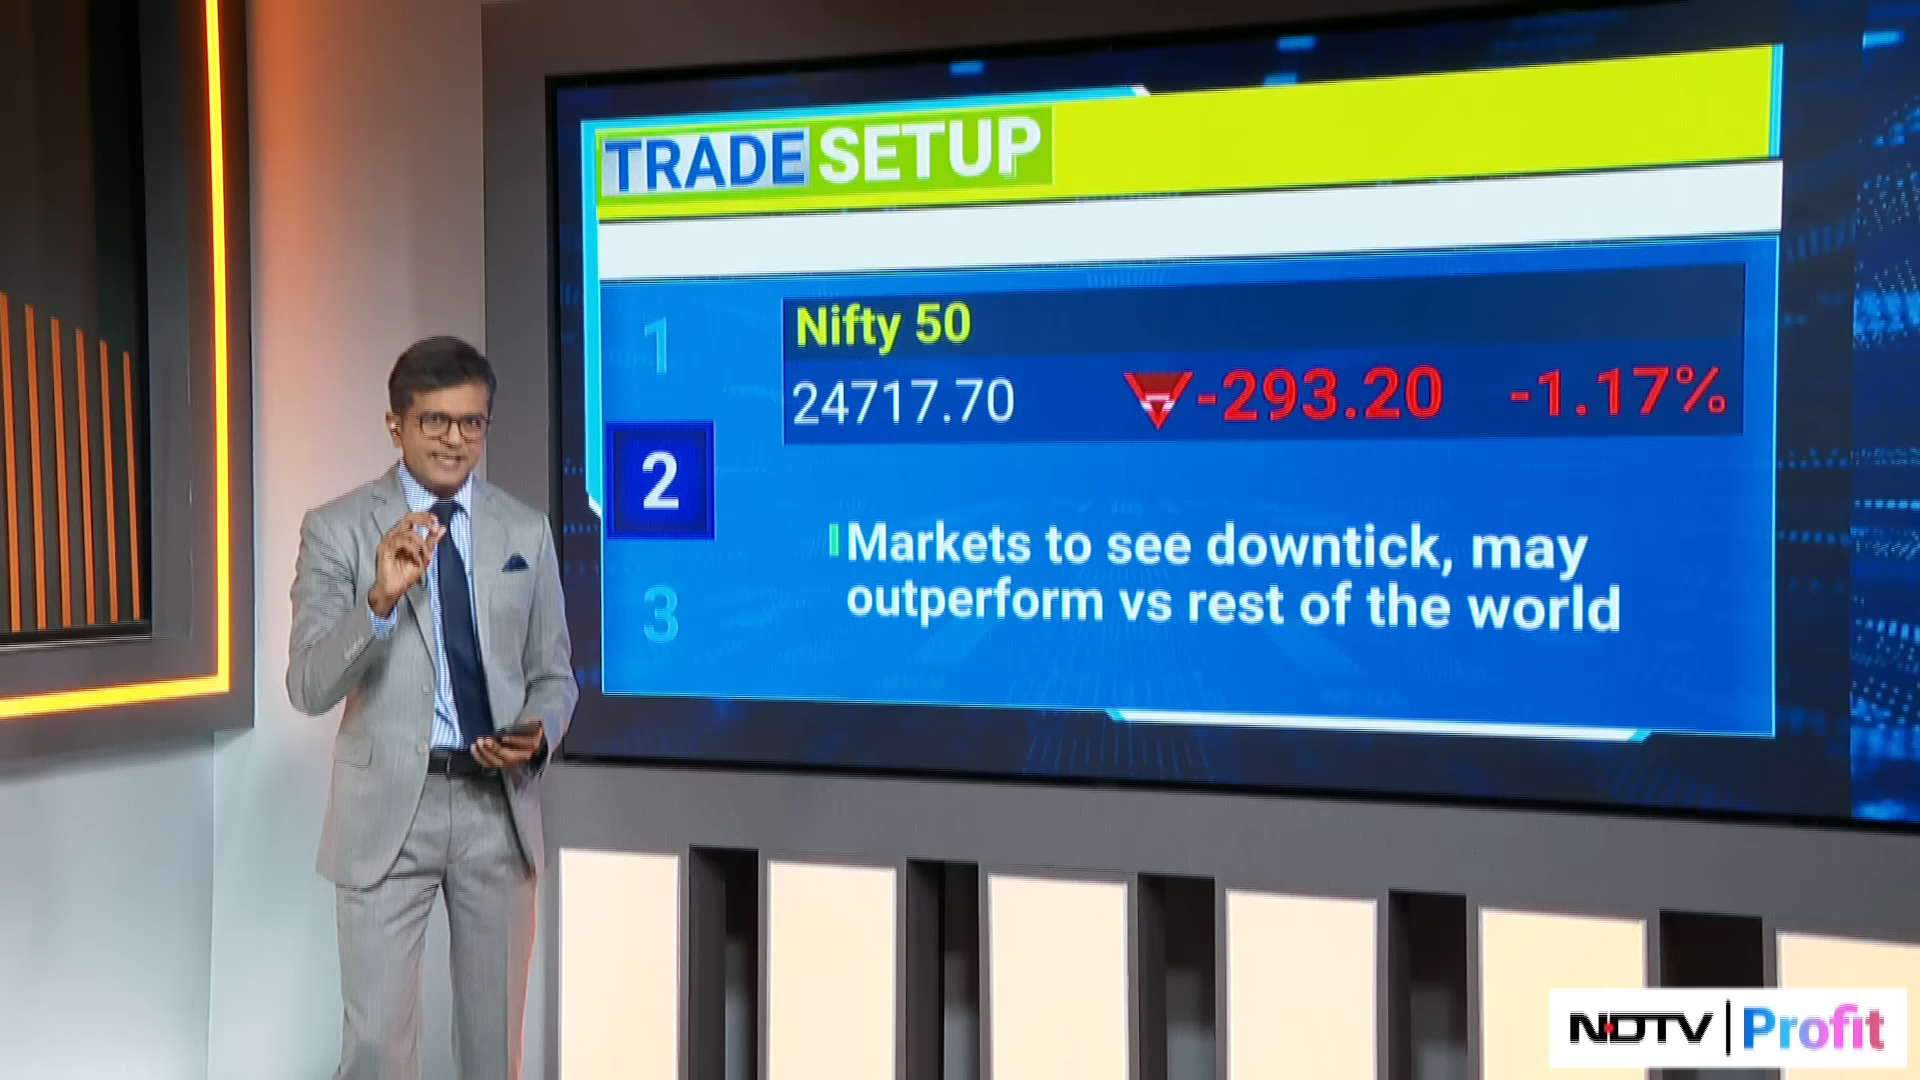 TRADE SETUP
1
Nifty 50
24717.70 -293.20 -1.17%
2
Markets to see downtick, may
outperform vs rest of the world
3
NDTV Profit